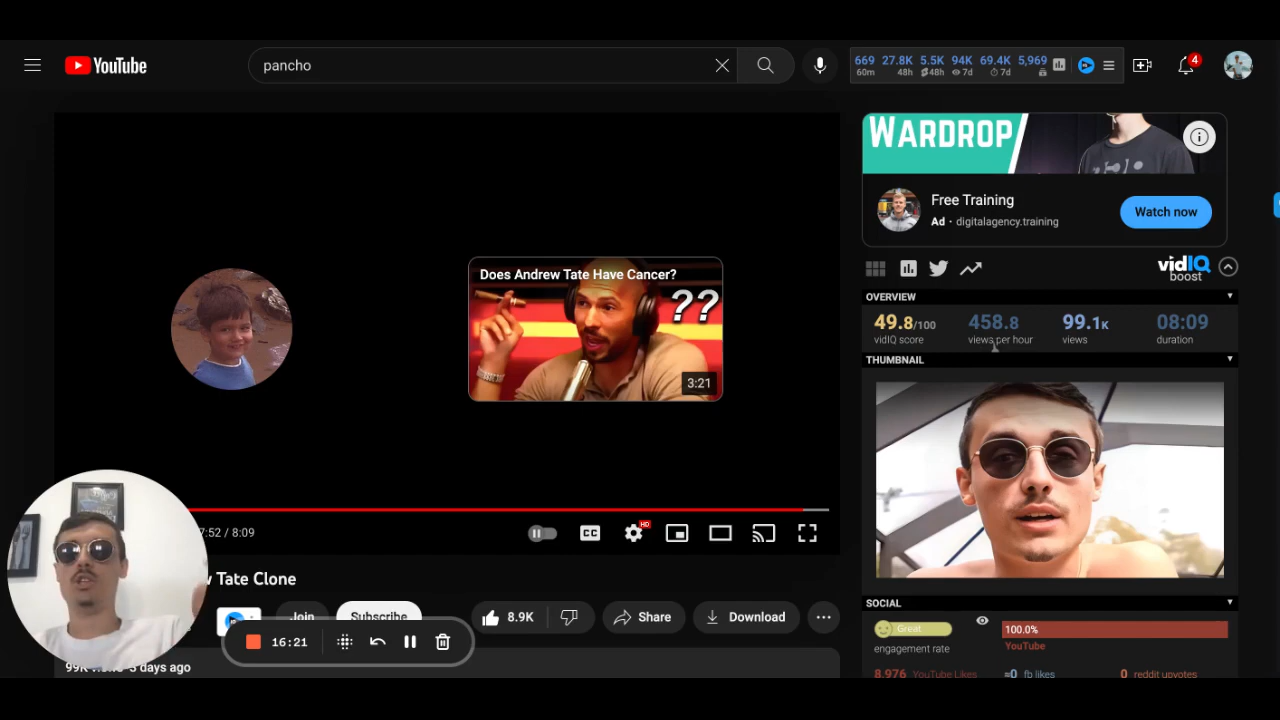 YouTube
pancho
669 27.8K 5.5K 94K 69.4K 5,969
60m 48h 48h 7d 7d
4
WARDROP
Free Training
Ad · digitalagency.training
Watch now
vidIQ
boost
OVERVIEW
49.8/100 458.8 99.1K 08:09
vidIQ score views per hour views duration
THUMBNAIL
Does Andrew Tate Have Cancer?
??
3:21
:52 / 8:09
CC
HD
Tate Clone
Join
Subscribe
8.9K
Share
Download
16:21
99K
3 days ago
SOCIAL
Great
engagement rate
100.0%
YouTube
8,976 YouTube Likes ≈0 fb likes 0 reddit upvotes